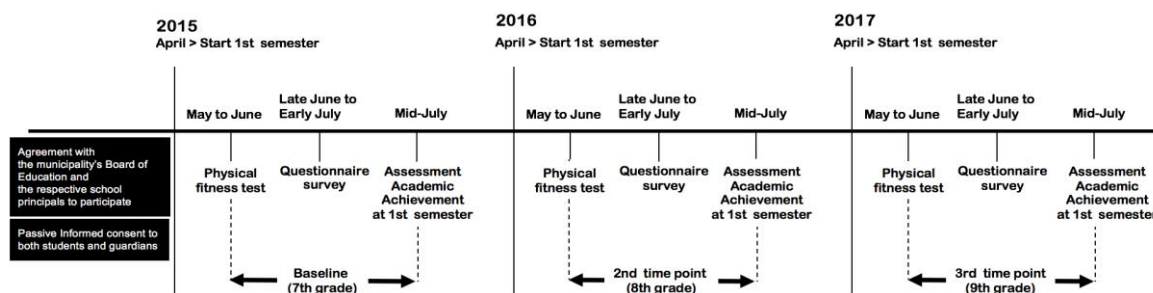 2015
April > Start 1st semester
2016
April > Start 1st semester
2017
April > Start 1st semester
May to June
Late June to
Early July
Mid-July
May to June
Late June to
Early July
Mid-July
May to June
Late June to
Early July
Mid-July
Agreement with
the municipality's Board of
Education and
the respective school
principals to participate
Passive Informed consent to
both students and guardians
Physical
fitness test
Questionnaire
survey
Assessment
Academic
Achievement
at 1st semester
Physical
fitness test
Questionnaire
survey
Assessment
Academic
Achievement
at 1st semester
Physical
fitness test
Questionnaire
survey
Assessment
Academic
Achievement
at 1st semester
Baseline
(7th grade)
2nd time point
(8th grade)
3rd time point
(9th grade)